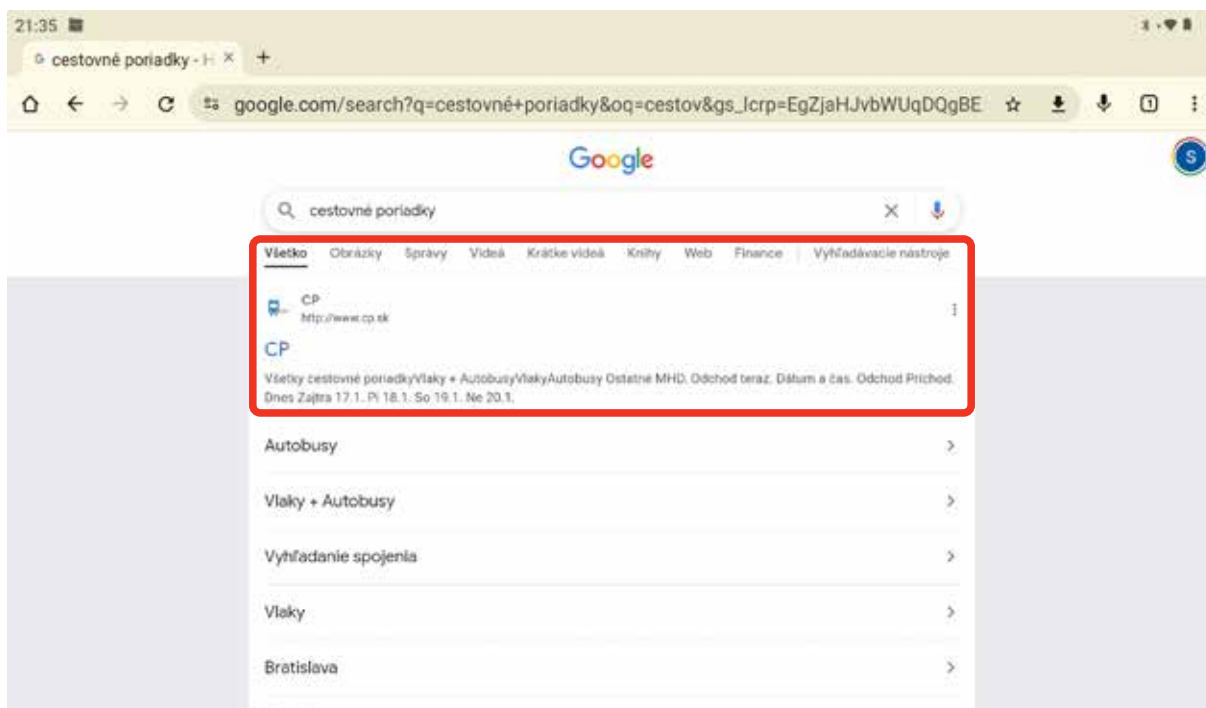 21:35
cestovné poriadky - H
google.com/search?q=cestovné+poriadky&oq=cestov&gs_lcrp=EgZjaHJvbWUqDQgBE
Google
S
cestovné poriadky
Všetko Obrázky Správy Videá Krátke videá Knihy Web Finance Vyhľadávacie nástroje
CP
http://www.cp.sk
CP
Všetky cestovné poriadkyVlaky + AutobusyVlakyAutobusy Ostatné MHD. Odchod teraz. Dátum a čas. Odchod Príchod.
Dnes Zajtra 17.1. Pi 18.1. So 19.1. Ne 20.1.
Autobusy
Vlaky + Autobusy
Vyhľadanie spojenia
Vlaky
Bratislava